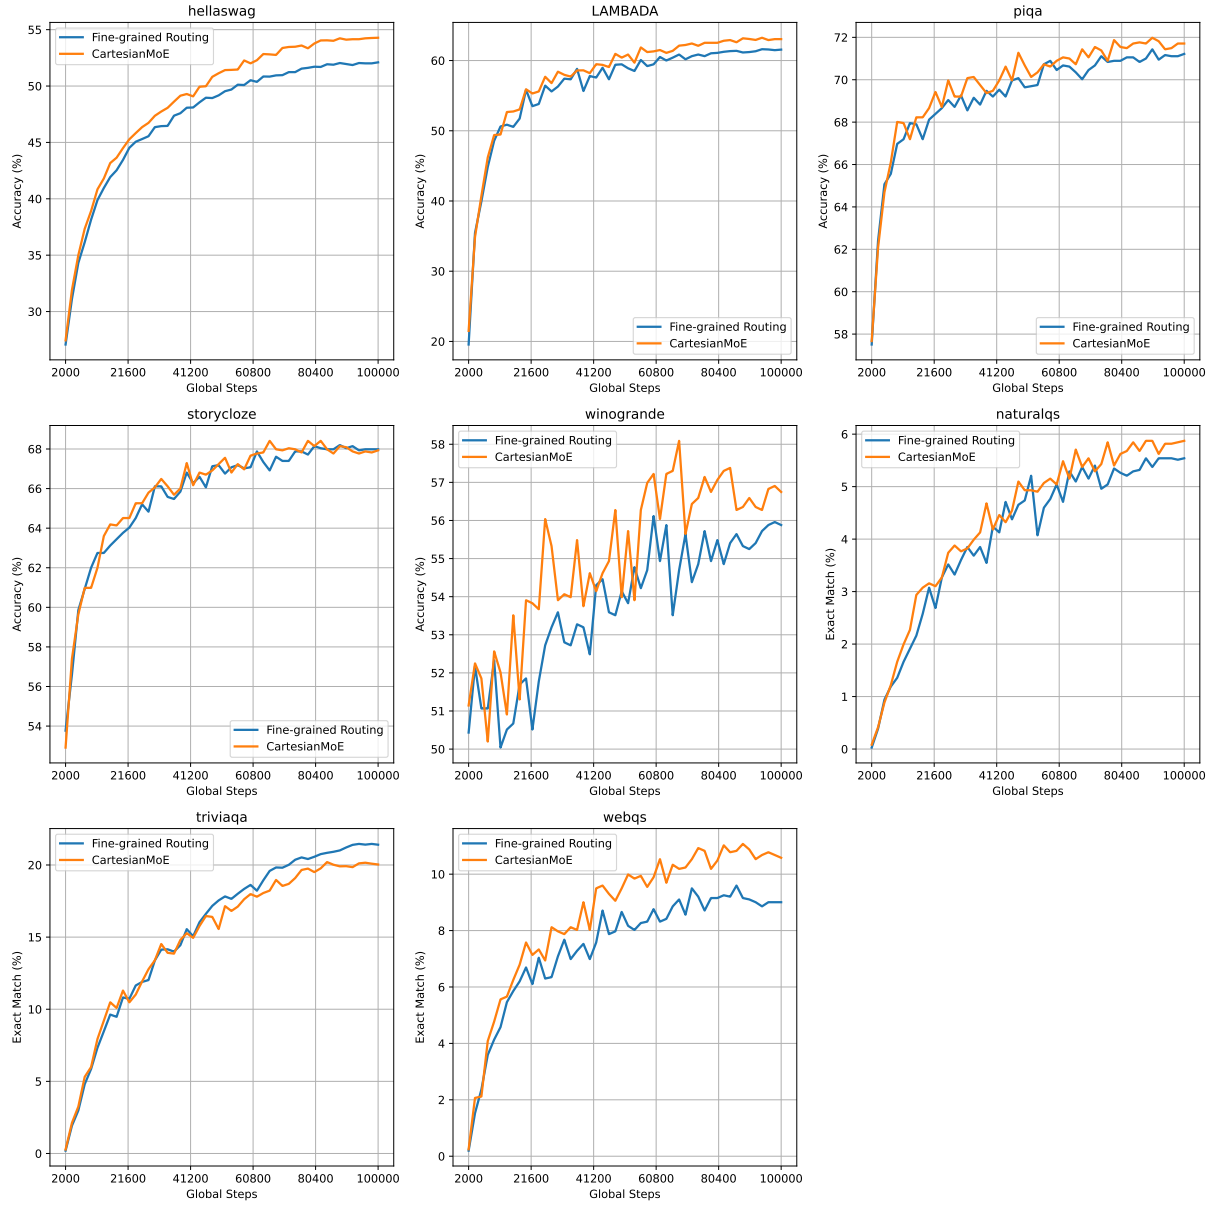 hellaswag
Accuracy (%)
55
50
45
40
35
30
Fine-grained Routing
CartesianMoE
2000 21600 41200 60800 80400 100000
Global Steps
LAMBADA
Accuracy (%)
60
50
40
30
20
Fine-grained Routing
CartesianMoE
2000 21600 41200 60800 80400 100000
Global Steps
piqa
Accuracy (%)
72
70
68
66
64
62
60
58
Fine-grained Routing
CartesianMoE
2000 21600 41200 60800 80400 100000
Global Steps
storycloze
Accuracy (%)
68
66
64
62
60
58
56
54
Fine-grained Routing
CartesianMoE
2000 21600 41200 60800 80400 100000
Global Steps
winogrande
Accuracy (%)
58
57
56
55
54
53
52
51
50
Fine-grained Routing
CartesianMoE
2000 21600 41200 60800 80400 100000
Global Steps
naturalqs
Exact Match (%)
6
5
4
3
2
1
0
Fine-grained Routing
CartesianMoE
2000 21600 41200 60800 80400 100000
Global Steps
triviaqa
Exact Match (%)
20
15
10
5
0
Fine-grained Routing
CartesianMoE
2000 21600 41200 60800 80400 100000
Global Steps
webqs
Exact Match (%)
10
8
6
4
2
0
Fine-grained Routing
CartesianMoE
2000 21600 41200 60800 80400 100000
Global Steps